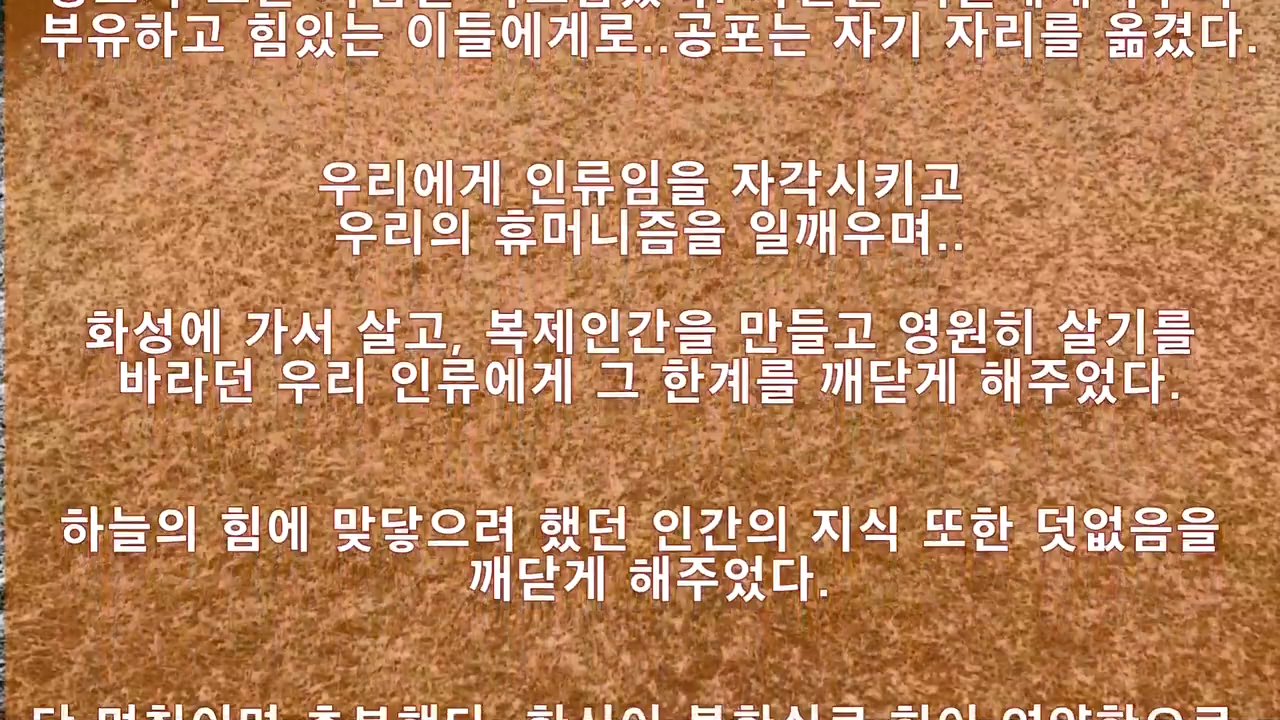 부유하고 힘있는 이들에게로..공포는 자기 자리를 옮겼다.
우리에게 인류임을 자각시키고
우리의 휴머니즘을 일깨우며..
화성에 가서 살고, 복제인간을 만들고 영원히 살기를
바라던 우리 인류에게 그 한계를 깨닫게 해주었다.
하늘의 힘에 맞닿으려 했던 인간의 지식 또한 덧없음을
깨닫게 해주었다.